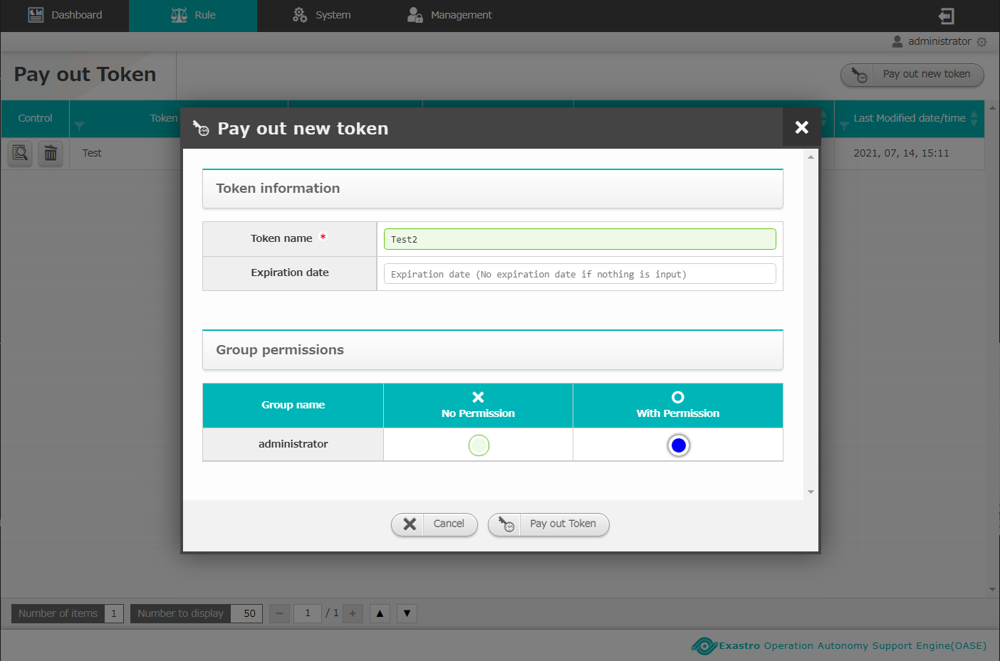 Dashboard
Rule
System
Management
administrator
Pay out Token
Pay out new token
Control
Token
Last Modified date/time
Test
2021, 07, 14, 15:11
Pay out new token
Token information
Token name *
Test2
Expiration date
Expiration date (No expiration date if nothing is input)
Group permissions
Group name
No Permission
With Permission
administrator
Cancel
Pay out Token
Number of items 1
Number to display 50
1 / 1
Exastro Operation Autonomy Support Engine(OASE)